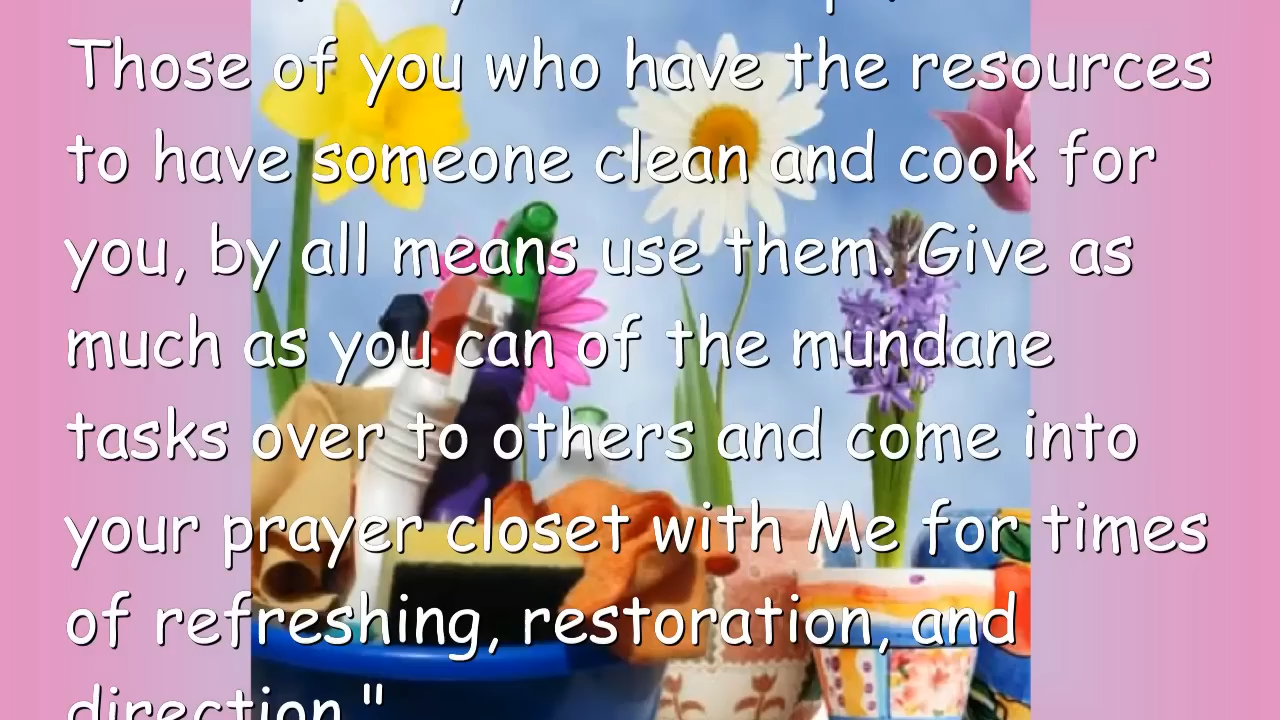 Those of you who have the resources
to have someone clean and cook for
you, by all means use them. Give as
much as you can of the mundane
tasks over to others and come into
your prayer closet with Me for times
of refreshing, restoration, and
direction."